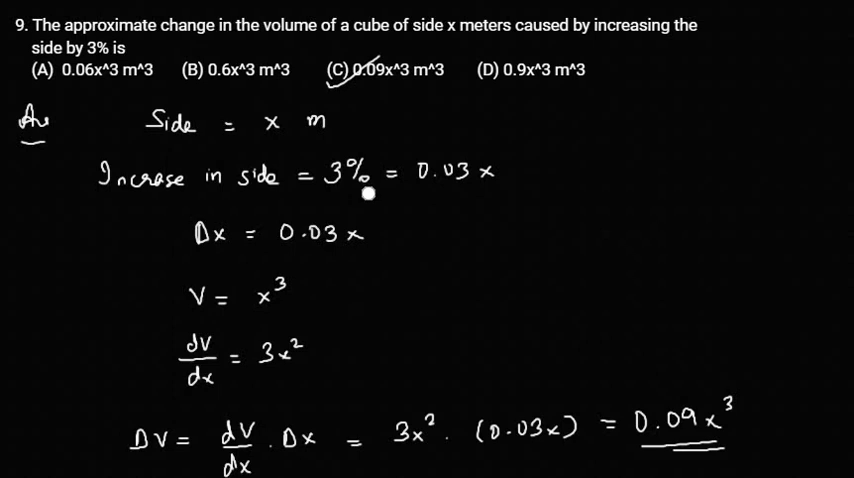 9. The approximate change in the volume of a cube of side x meters caused by increasing the
side by 3% is
(A) 0.06x^3 m^3 (B) 0.6x^3 m^3 (C) 0.09x^3 m^3 (D) 0.9x^3 m^3
Ans Side = x m
Increase in side = 3% = 0.03 x
Δx = 0.03 x
V = x³
dV/dx = 3x²
ΔV = dV/dx . Δx = 3x² . (0.03x) = 0.09x³